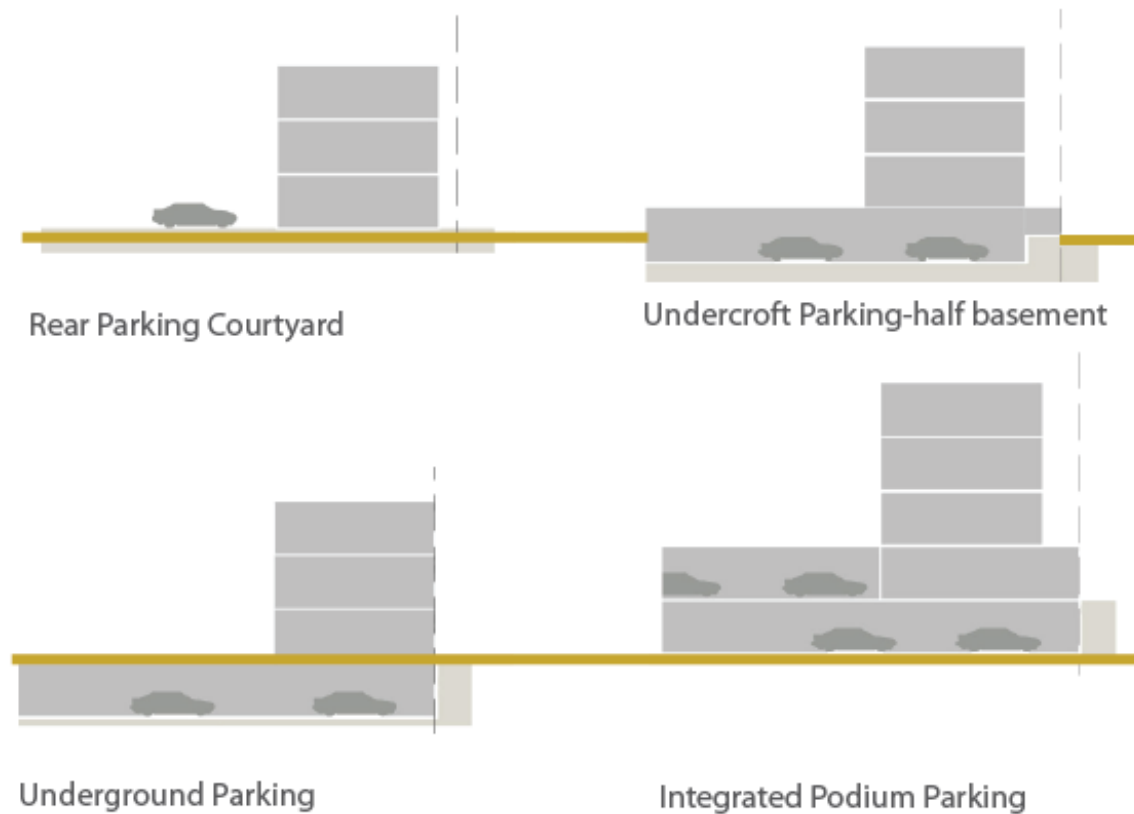 Rear Parking Courtyard
Undercroft Parking-half basement
Underground Parking
Integrated Podium Parking